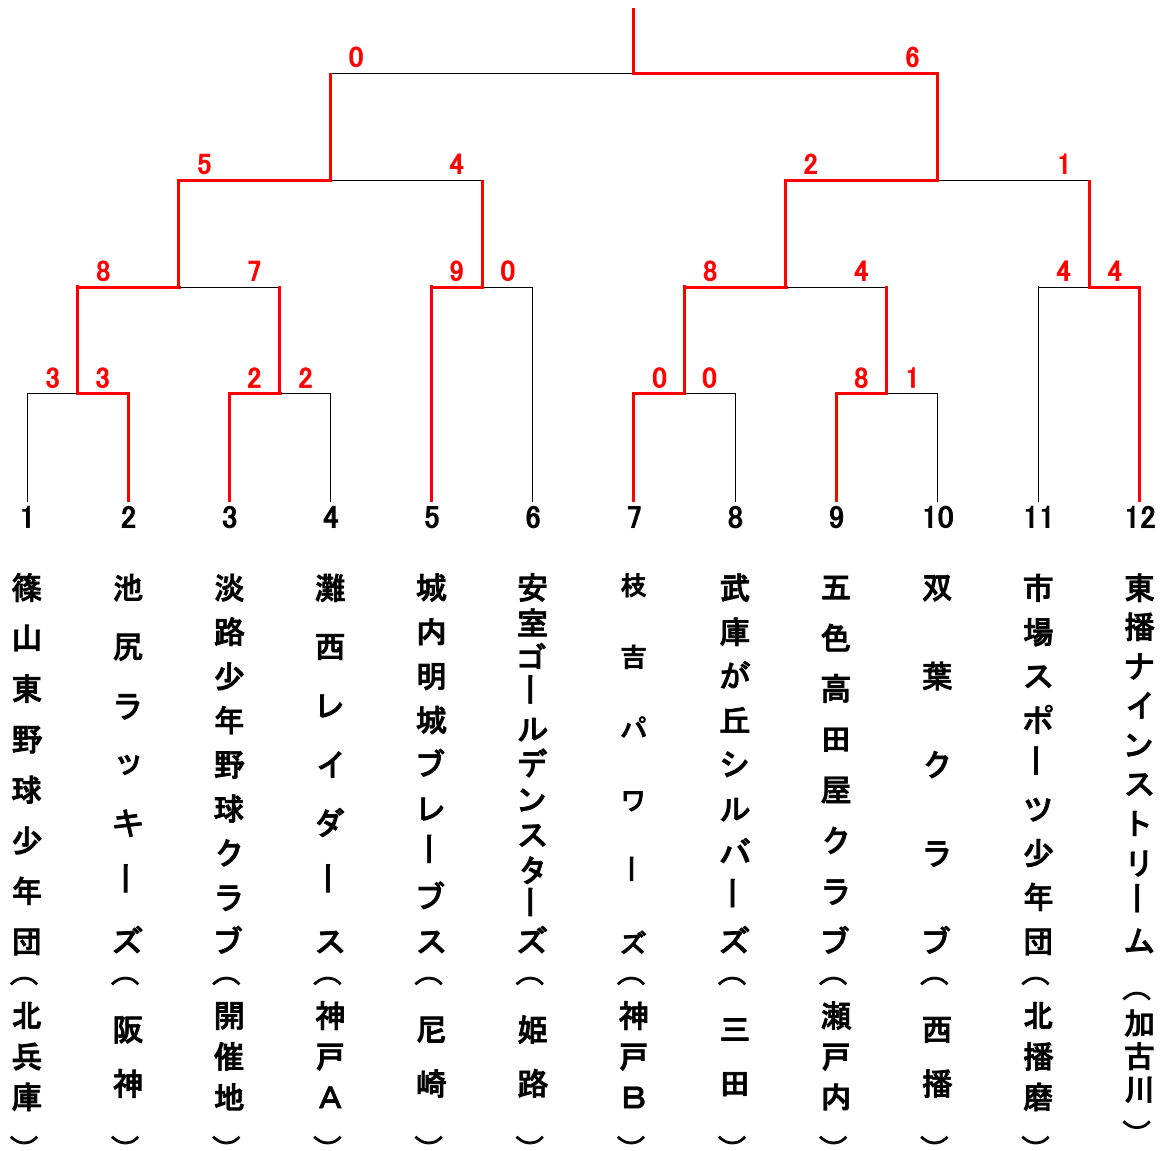 0 6
5 4 2 1
8 7 9 0 8 4 4 4
3 3 2 2 0 0 8 1
1 2 3 4 5 6 7 8 9 10 11 12
篠山東野球少年団(北兵庫)
池尻ラッキーズ(阪神)
淡路少年野球クラブ(開催地)
灘西レイダース(神戸A)
城内明城ブレーブス(尼崎)
安室ゴールデンスターズ(姫路)
枝吉パワーズ(神戸B)
武庫が丘シルバーズ(三田)
五色高田屋クラブ(瀬戸内)
双葉クラブ(西播)
市場スポーツ少年団(北播磨)
東播ナインストリーム(加古川)